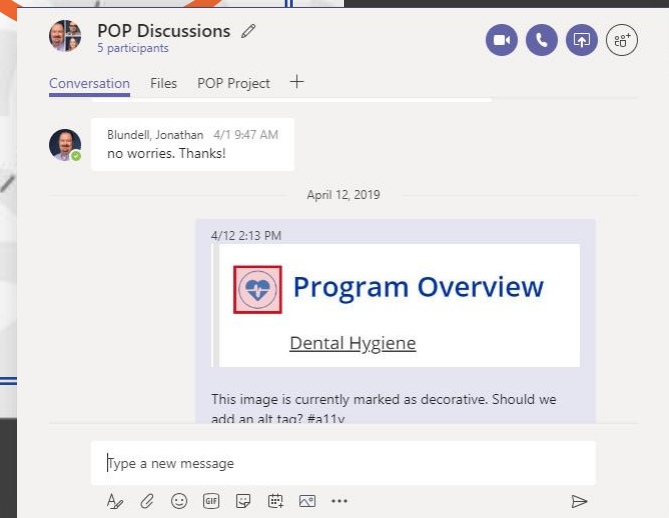 POP Discussions
5 participants
Conversation Files POP Project
Blundell, Jonathan 4/1 9:47 AM
no worries. Thanks!
April 12, 2019
4/12 2:13 PM
Program Overview
Dental Hygiene
This image is currently marked as decorative. Should we
add an alt tag? #a11y
Type a new message
GIF